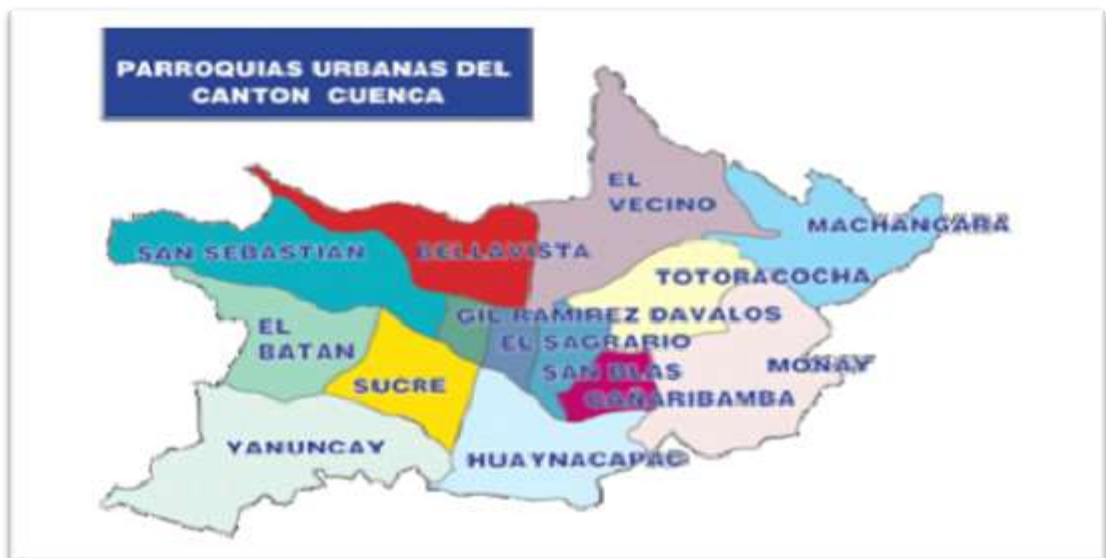 PARROQUIAS URBANAS DEL
CANTON CUENCA
EL
VECINO
MACHANGARA
SAN SEBASTIAN
BELLAVISTA
TOTORACOCHA
GIL RAMIREZ DAVALOS
EL
BATAN
EL SAGRARIO
SAN BLAS
MONAY
SUCRE
CAÑARIBAMBA
YANUNCAY
HUAYNACAPAC